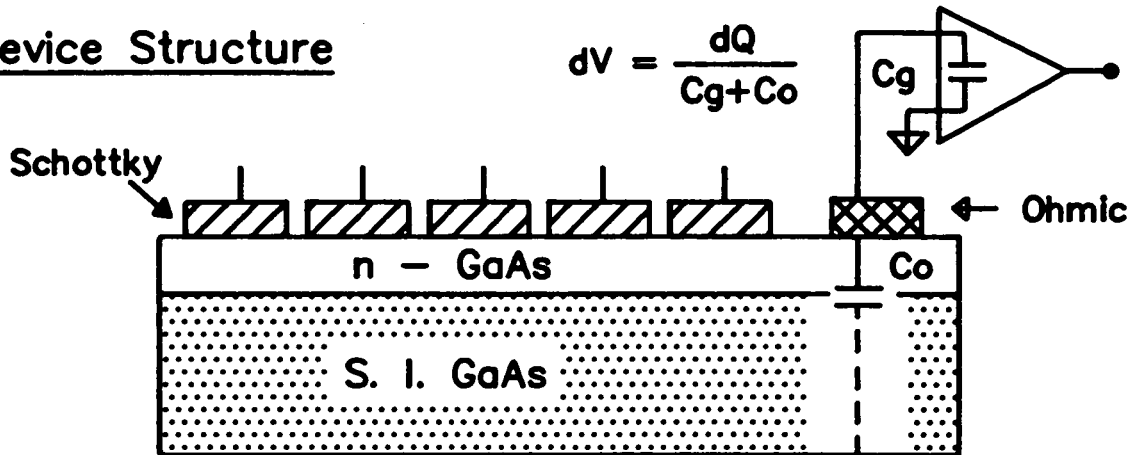 evice Structure
dV = dQ / Cg+Co
Cg
Schottky
Ohmic
n - GaAs
Co
S. I. GaAs